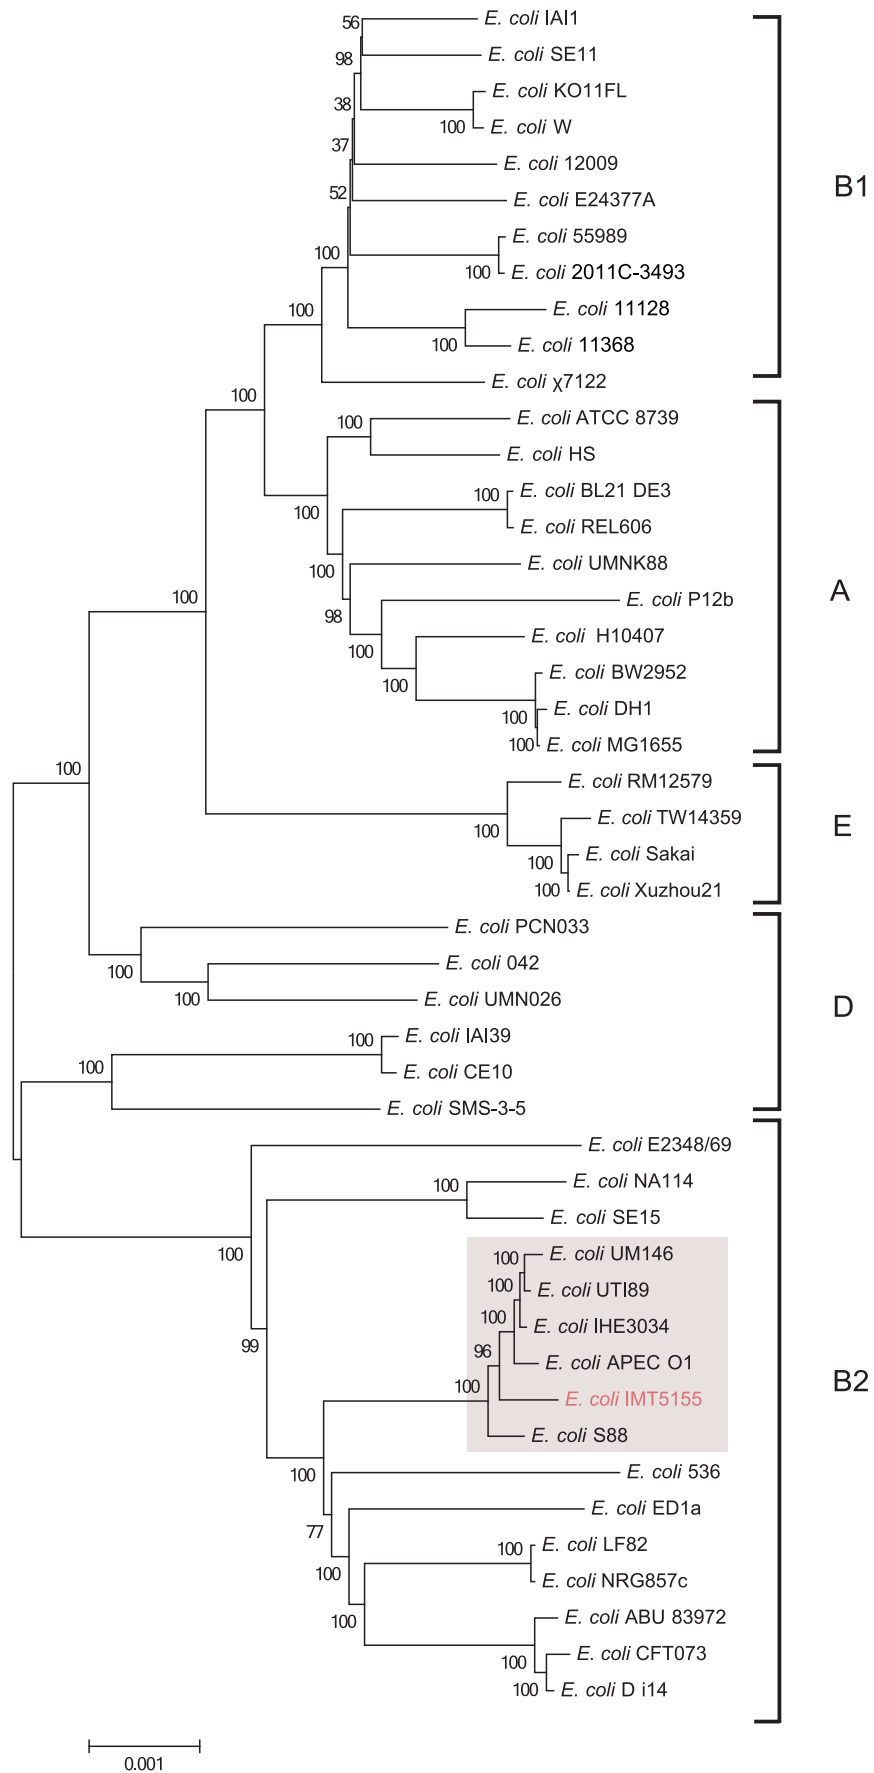 56
E. coli IAI1
98
E. coli SE11
38
E. coli KO11FL
100
E. coli W
37
E. coli 12009
52
E. coli E24377A
B1
100
E. coli 55989
100
E. coli 2011C-3493
100
E. coli 11128
100
E. coli 11368
100
E. coli χ7122
100
E. coli ATCC 8739
E. coli HS
100
100
E. coli BL21 DE3
E. coli REL606
100
E. coli UMNK88
A
100
E. coli P12b
98
E. coli H10407
100
100
E. coli BW2952
100
E. coli DH1
100
E. coli MG1655
100
E. coli RM12579
100
E. coli TW14359
E
100
E. coli Sakai
100
E. coli Xuzhou21
E. coli PCN033
100
E. coli 042
100
E. coli UMN026
D
100
E. coli IAI39
100
E. coli CE10
E. coli SMS-3-5
E. coli E2348/69
100
E. coli NA114
E. coli SE15
100
100
E. coli UM146
100
E. coli UTI89
100
E. coli IHE3034
99
96
E. coli APEC O1
B2
100
E. coli IMT5155
E. coli S88
100
E. coli 536
77
E. coli ED1a
100
100
E. coli LF82
E. coli NRG857c
100
E. coli ABU 83972
100
E. coli CFT073
100
E. coli D i14
0.001